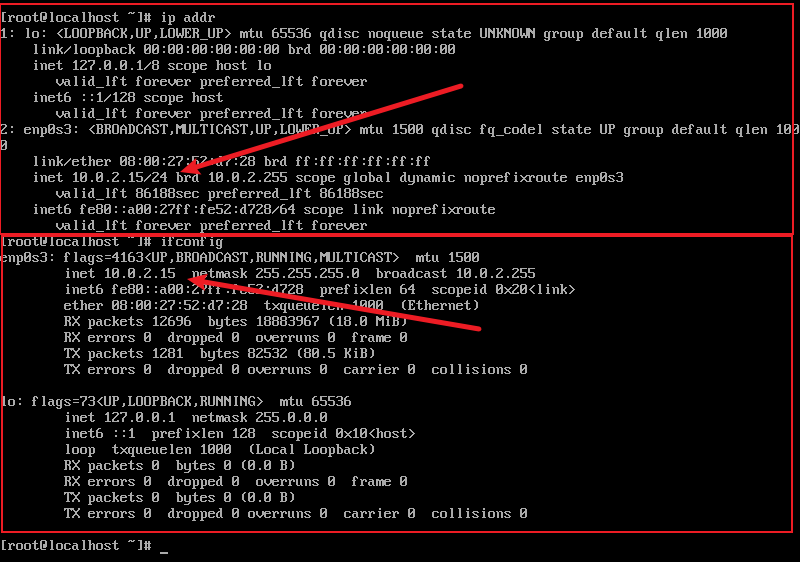 [root@localhost ~]# ip addr
1: lo: <LOOPBACK,UP,LOWER_UP> mtu 65536 qdisc noqueue state UNKNOWN group default qlen 1000
link/loopback 00:00:00:00:00:00 brd 00:00:00:00:00:00
inet 127.0.0.1/8 scope host lo
valid_lft forever preferred_lft forever
inet6 ::1/128 scope host
valid_lft forever preferred_lft forever
2: enp0s3: <BROADCAST,MULTICAST,UP,LOWER_UP> mtu 1500 qdisc fq_codel state UP group default qlen 100
0
link/ether 08:00:27:52:d7:28 brd ff:ff:ff:ff:ff:ff
inet 10.0.2.15/24 brd 10.0.2.255 scope global dynamic noprefixroute enp0s3
valid_lft 86188sec preferred_lft 86188sec
inet6 fe80::a00:27ff:fe52:d728/64 scope link noprefixroute
valid_lft forever preferred_lft forever
[root@localhost ~]# ifconfig
enp0s3: flags=4163<UP,BROADCAST,RUNNING,MULTICAST>  mtu 1500
inet 10.0.2.15  netmask 255.255.255.0  broadcast 10.0.2.255
inet6 fe80::a00:27ff:fe52:d728  prefixlen 64  scopeid 0x20<link>
ether 08:00:27:52:d7:28  txqueuelen 1000  (Ethernet)
RX packets 12696  bytes 18883967 (18.0 MiB)
RX errors 0  dropped 0  overruns 0  frame 0
TX packets 1281  bytes 82532 (80.5 KiB)
TX errors 0  dropped 0 overruns 0  carrier 0  collisions 0
lo: flags=73<UP,LOOPBACK,RUNNING>  mtu 65536
inet 127.0.0.1  netmask 255.0.0.0
inet6 ::1  prefixlen 128  scopeid 0x10<host>
loop  txqueuelen 1000  (Local Loopback)
RX packets 0  bytes 0 (0.0 B)
RX errors 0  dropped 0  overruns 0  frame 0
TX packets 0  bytes 0 (0.0 B)
TX errors 0  dropped 0 overruns 0  carrier 0  collisions 0
[root@localhost ~]# _